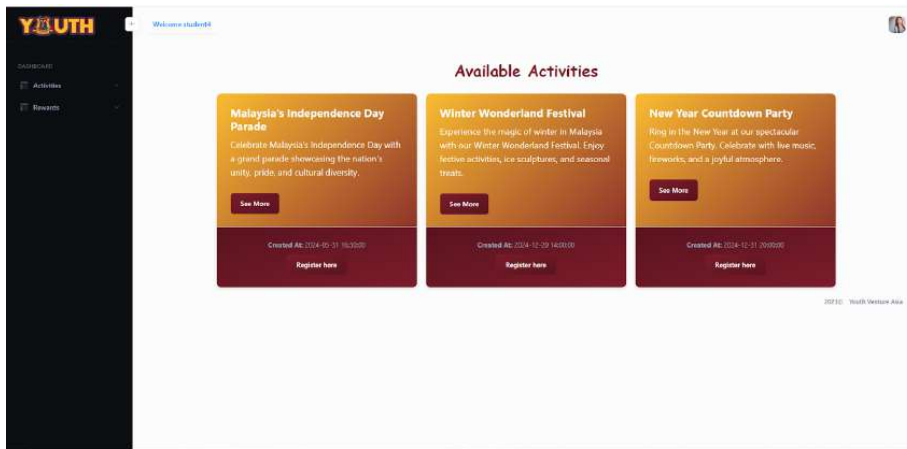 YOUTH
Welcome student4
DASHBOARD
Activities
Rewards
Available Activities
Malaysia's Independence Day
Parade
Celebrate Malaysia's Independence Day with
a grand parade showcasing the nation's
unity, pride, and cultural diversity.
See More
Created At: 2024-05-31 16:30:00
Register here
Winter Wonderland Festival
Experience the magic of winter in Malaysia
with our Winter Wonderland Festival. Enjoy
festive activities, ice sculptures, and seasonal
treats.
See More
Created At: 2024-12-20 14:00:00
Register here
New Year Countdown Party
Ring in the New Year at our spectacular
Countdown Party. Celebrate with live music,
fireworks, and a joyful atmosphere.
See More
Created At: 2024-12-31 20:00:00
Register here
Youth Venture Asia